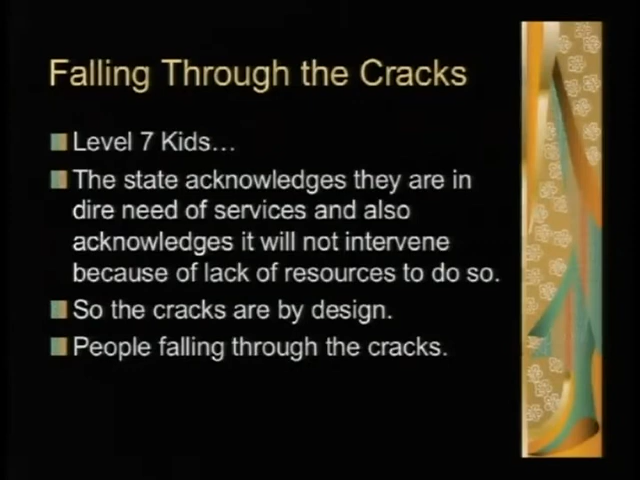 Falling Through the Cracks
Level 7 Kids...
The state acknowledges they are in
dire need of services and also
acknowledges it will not intervene
because of lack of resources to do so.
So the cracks are by design.
People falling through the cracks.